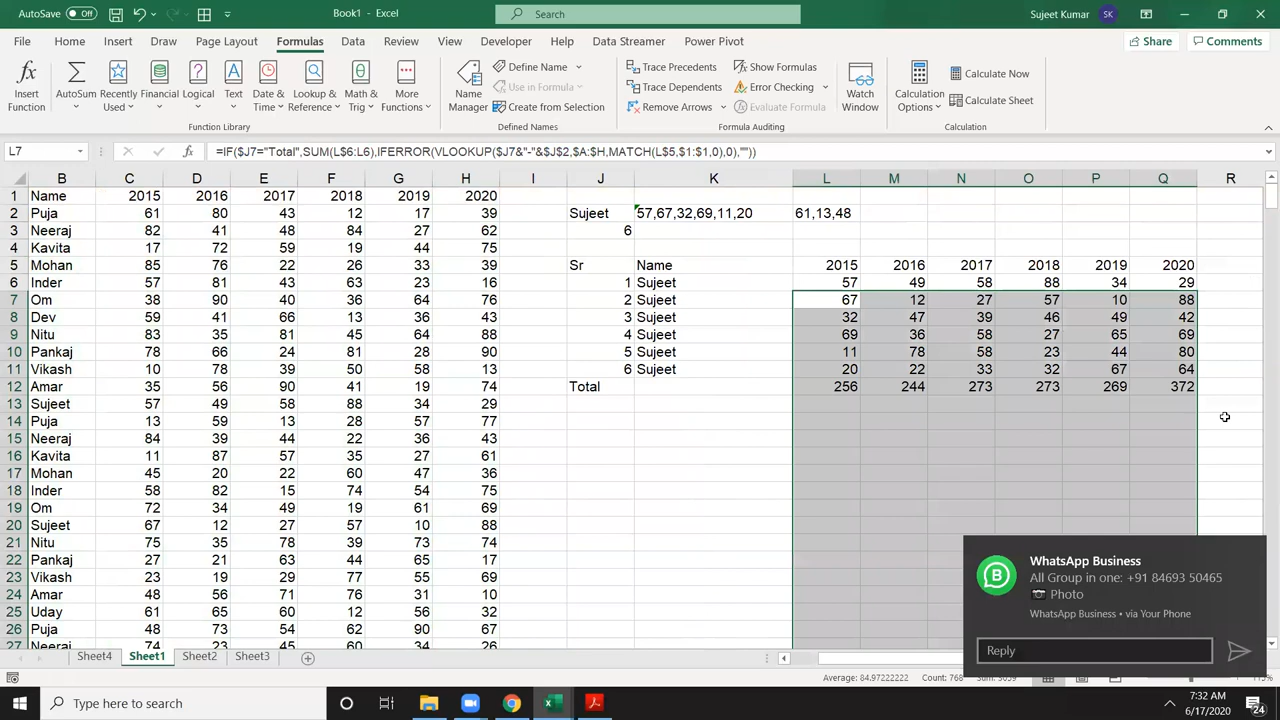 AutoSave Off Book1 - Excel Search Sujeet Kumar SK
File Home Insert Draw Page Layout Formulas Data Review View Developer Help Data Streamer Power Pivot Share Comments
Insert Function AutoSum Recently Used Financial Logical Text Date & Time Lookup & Reference Math & Trig More Functions Name Manager Define Name Use in Formula Create from Selection Trace Precedents Trace Dependents Remove Arrows Show Formulas Error Checking Evaluate Formula Watch Window Calculation Options Calculate Now Calculate Sheet
Function Library Defined Names Formula Auditing Calculation
L7 fx =IF($J7="Total",SUM(L$6:L6),IFERROR(VLOOKUP($J7&"-"&$J$2,$A:$H,MATCH(L$5,$1:$1,0),0),""))
B C D E F G H I J K L M N O P Q R
1 Name 2015 2016 2017 2018 2019 2020
2 Puja 61 80 43 12 17 39 Sujeet 57,67,32,69,11,20 61,13,48
3 Neeraj 82 41 48 84 27 62 6
4 Kavita 17 72 59 19 44 75
5 Mohan 85 76 22 26 33 39 Sr Name 2015 2016 2017 2018 2019 2020
6 Inder 57 81 43 63 23 16 1 Sujeet 57 49 58 88 34 29
7 Om 38 90 40 36 64 76 2 Sujeet 67 12 27 57 10 88
8 Dev 59 41 66 13 36 43 3 Sujeet 32 47 39 46 49 42
9 Nitu 83 35 81 45 64 88 4 Sujeet 69 36 58 27 65 69
10 Pankaj 78 66 24 81 28 90 5 Sujeet 11 78 58 23 44 80
11 Vikash 10 78 39 50 58 13 6 Sujeet 20 22 33 32 67 64
12 Amar 35 56 90 41 19 74 Total 256 244 273 273 269 372
13 Sujeet 57 49 58 88 34 29
14 Puja 13 59 13 28 57 77
15 Neeraj 84 39 44 22 36 43
16 Kavita 11 87 57 35 27 61
17 Mohan 45 20 22 60 47 36
18 Inder 58 82 15 74 54 75
19 Om 72 34 49 19 61 69
20 Sujeet 67 12 27 57 10 88
21 Nitu 75 35 78 39 73 74
22 Pankaj 27 21 63 44 65 17
23 Vikash 23 19 29 77 55 69
24 Amar 48 56 71 76 31 10
25 Uday 61 65 60 12 56 32
26 Puja 48 73 54 62 90 67
27 Neeraj 74 23 45 60 34 26
WhatsApp Business
All Group in one: +91 84693 50465
Photo
WhatsApp Business • via Your Phone
Reply
Sheet4 Sheet1 Sheet2 Sheet3
Average: 84.97222222 Count: 768
Type here to search
7:32 AM
6/17/2020
24